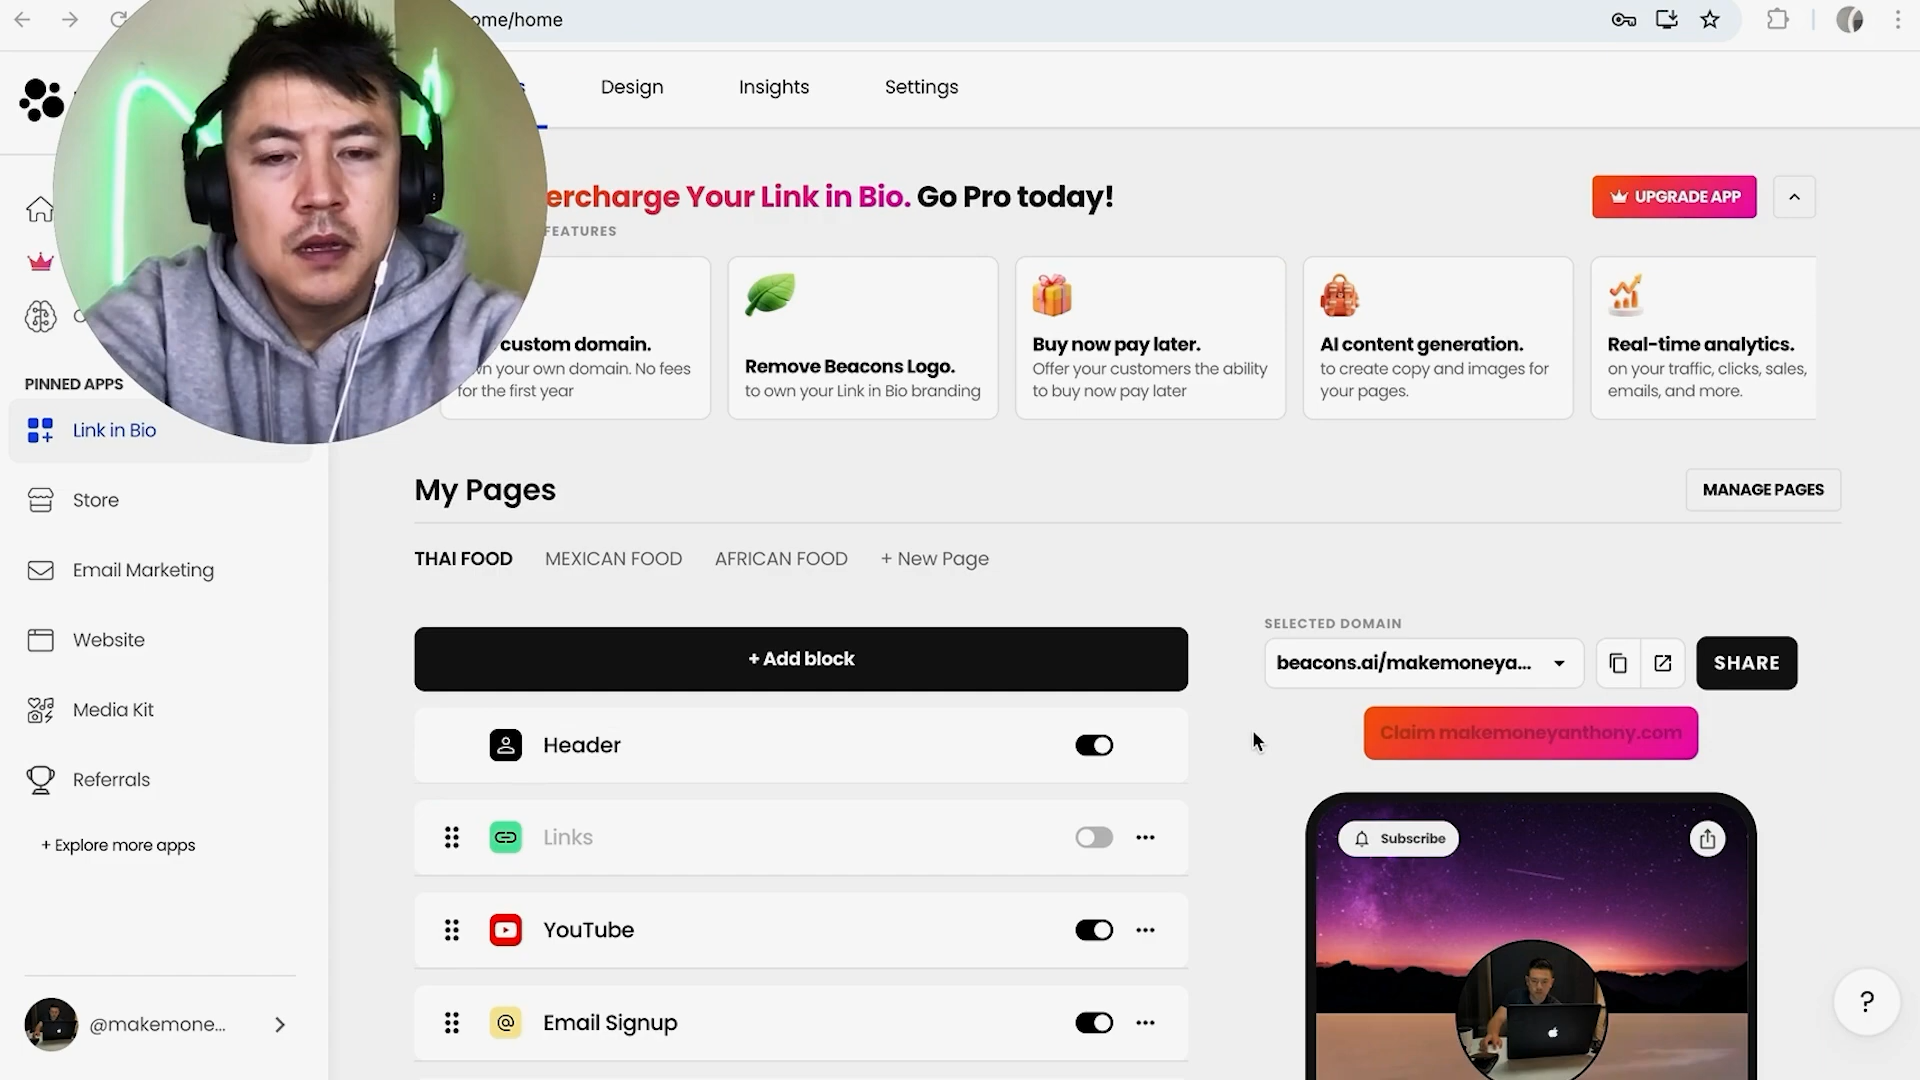 ome/home
Design
Insights
Settings
ercharge Your Link in Bio. Go Pro today!
UPGRADE APP
FEATURES
custom domain.
wn your own domain. No fees
for the first year
Remove Beacons Logo.
to own your Link in Bio branding
Buy now pay later.
Offer your customers the ability
to buy now pay later
AI content generation.
to create copy and images for
your pages.
Real-time analytics.
on your traffic, clicks, sales,
emails, and more.
PINNED APPS
Link in Bio
Store
Email Marketing
Website
Media Kit
Referrals
+ Explore more apps
@makemone...
My Pages
MANAGE PAGES
THAI FOOD
MEXICAN FOOD
AFRICAN FOOD
+ New Page
+ Add block
Header
Links
YouTube
Email Signup
SELECTED DOMAIN
beacons.ai/makemoneya...
SHARE
Claim makemoneyanthony.com
Subscribe
?